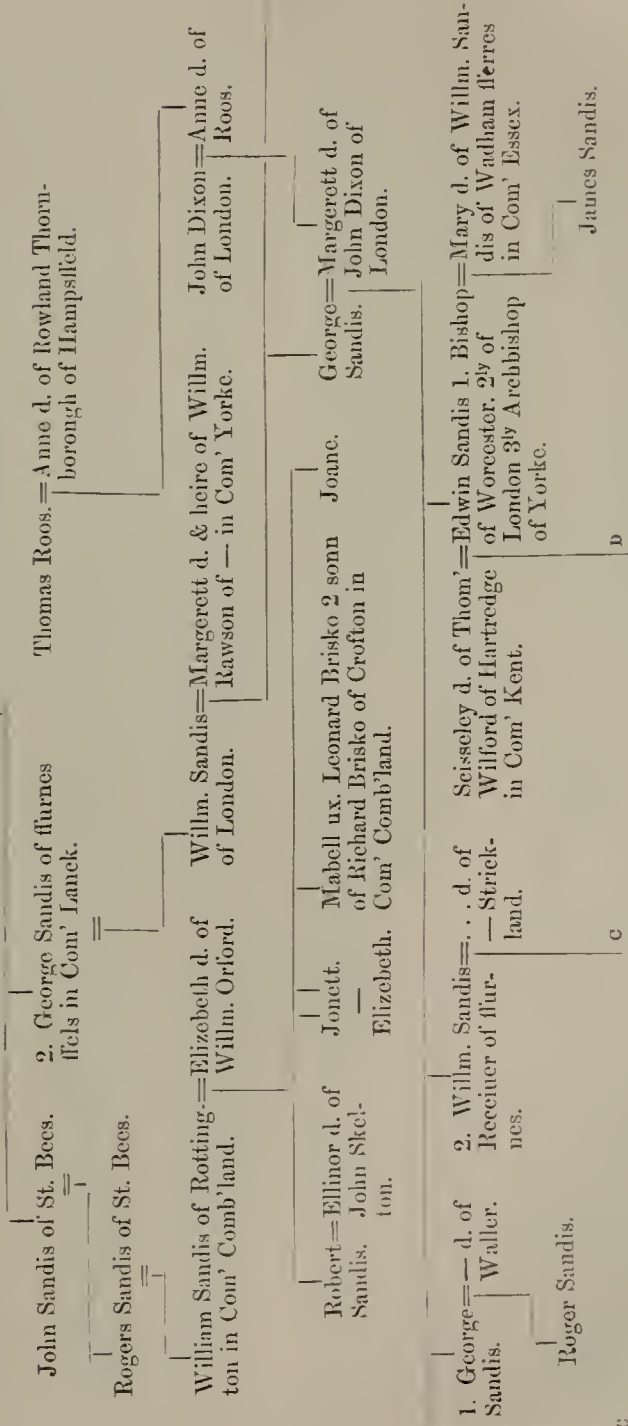 John Sandis of St. Bees.
2. George Sandis of ffurnes
ffels in Com' Lanck.
Thomas Roos.=Anne d. of Rowland Thorn-
borough of Hampsffeld.
Rogers Sandis of St. Bees.
William Sandis of Rotting-=Elizebeth d. of
ton in Com' Comb'land. Willm. Orford.
Willm. Sandis=Margerett d. & heire of Willm.
of London. Rawson of — in Com' Yorke.
John Dixon=Anne d. of
of London. Roos.
Robert=Ellinor d. of
Sandis. John Skel-
ton.
Jonett.
—
Elizebeth.
Mabell ux. Leonard Brisko 2 sonn
of Richard Brisko of Crofton in
Com' Comb'land.
Joane.
George=Margerett d. of
Sandis. John Dixon of
London.
1. George=— d. of
Sandis. Waller.
2. Willm. Sandis=... d. of
Receiuer of ffur- — Strick-
nes. land.
Seisseley d. of Thom'=Edwin Sandis 1. Bishop=Mary d. of Willm. San-
Wilford of Hartredge of Worcester. 2ly of dis of Wadham fferres
in Com' Kent. London 3ly Archbishop in Com' Essex.
of Yorke.
Roger Sandis.
C
D
James Sandis.